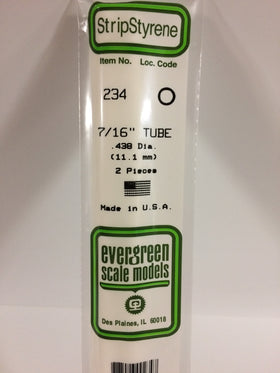 StripStyrene
Item No. Loc. Code
234 O
7/16" TUBE
.438 Dia.
(11.1 mm)
2 Pieces
Made in U.S.A.
evergreen
scale models
Des Plaines, IL 60018